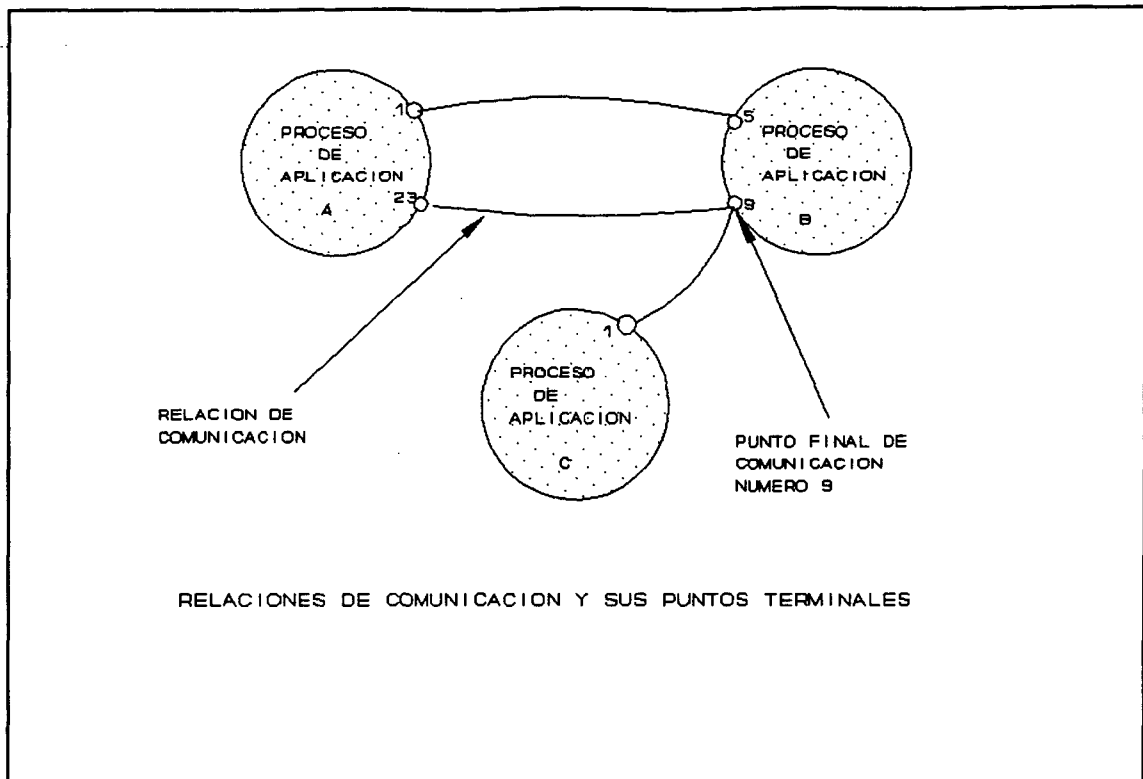 1
PROCESO
DE
APLICACION
A
23
5
PROCESO
DE
APLICACION
B
9
1
PROCESO
DE
APLICACION
C
RELACION DE
COMUNICACION
PUNTO FINAL DE
COMUNICACION
NUMERO 9
RELACIONES DE COMUNICACION Y SUS PUNTOS TERMINALES